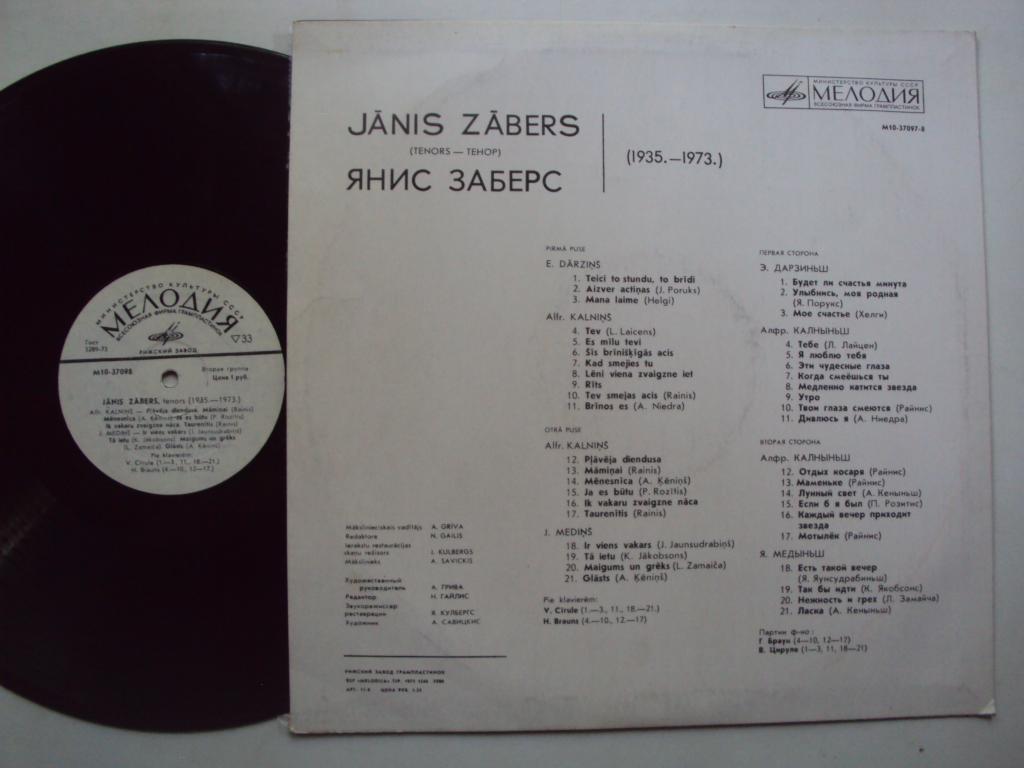 МИНИСТЕРСТВО КУЛЬТУРЫ СССР
МЕЛОДИЯ
ВСЕСОЮЗНАЯ ФИРМА ГРАМПЛАСТИНОК
М10-37097-8
JĀNIS ZĀBERS
(TENORS — ТЕНОР)
ЯНИС ЗАБЕРС
(1935.—1973.)
PIRMĀ PUSE
E. DĀRZIŅŠ
1. Teici to stundu, to brīdi
2. Aizver actiņas (J. Poruks)
3. Mana laime (Helgi)
Alfr. KALNIŅŠ
4. Tev (L. Laicens)
5. Es mīlu tevi
6. Šīs brīnišķīgās acis
7. Kad smejies tu
8. Lēni viena zvaigzne iet
9. Rīts
10. Tev smejas acis (Rainis)
11. Brīnos es (A. Niedra)
OTRĀ PUSE
Alfr. KALNIŅŠ
12. Pļāvēja diendusa
13. Māmiņai (Rainis)
14. Mēnesnīca (A. Ķēniņš)
15. Ja es būtu (P. Rozītis)
16. Ik vakaru zvaigzne nāca
17. Taurenītis (Rainis)
J. MEDIŅŠ
18. Ir viens vakars (J. Jaunsudrabiņš)
19. Tā ietu (K. Jēkobsons)
20. Maigums un grēks (L. Zamaiča)
21. Glāsts (A. Ķēniņš)
Pie klavierēm:
V. Cīrule (1.—3., 11., 18.—21.)
H. Brauns (4.—10., 12.—17.)
ПЕРВАЯ СТОРОНА
Э. ДАРЗИНЬШ
1. Будет ли счастья минута
2. Улыбнись, моя родная
(Я. Порукс)
3. Мое счастье (Хелги)
Алфр. КАЛНЫНЬШ
4. Тебе (Л. Лайцен)
5. Я люблю тебя
6. Эти чудесные глаза
7. Когда смеёшься ты
8. Медленно катится звезда
9. Утро
10. Твои глаза смеются (Райнис)
11. Дивлюсь я (А. Ниедра)
ВТОРАЯ СТОРОНА
Алфр. КАЛНЫНЬШ
12. Отдых косаря (Райнис)
13. Маменьке (Райнис)
14. Лунный свет (А. Кеныньш)
15. Если б я был (П. Розитис)
16. Каждый вечер приходит
звезда
17. Мотылёк (Райнис)
Я. МЕДЫНЬШ
18. Есть такой вечер
(Я. Яунсудрабиньш)
19. Так бы идти (К. Якобсонс)
20. Нежность и грех (Л. Замайча)
21. Ласка (А. Кеныньш)
Партии ф-но:
Г. Браун (4—10, 12—17)
В. Цируле (1—3, 11, 18—21)
Mākslinieciskais vadītājs A. GRĪVA
Redaktore N. GAILIS
Ierakstu restaurācijas
skaņu režisors J. KULBERGS
Mākslinieks A. SAVICKIS
Художественный
руководитель А. ГРИВА
Редактор Н. ГАЙЛИС
Звукорежиссер
реставрации Я. КУЛБЕРГС
Художник А. САВИЦКИС
РИЖСКИЙ ЗАВОД ГРАМПЛАСТИНОК
МИНИСТЕРСТВО КУЛЬТУРЫ СССР
МЕЛОДИЯ
ВСЕСОЮЗНАЯ ФИРМА ГРАМПЛАСТИНОК
Гост
5289-73
33
РИЖСКИЙ ЗАВОД
М10-37098
Вторая группа
Цена 1 руб.
JĀNIS ZĀBERS, tenors (1935.—1973.)
Alfr. KALNIŅŠ — Pļāvēja diendusa. Māmiņai (Rainis)
Mēnesnīca (A. Ķēniņš) Ja es būtu (P. Rozītis)
Ik vakaru zvaigzne nāca. Taurenītis (Rainis)
J. MEDIŅŠ — Ir viens vakars (J. Jaunsudrabiņš)
Tā ietu (K. Jēkabsons) Maigums un grēks
(L. Zamaiča) Glāsts (A. Ķēniņš)
Pie klavierēm:
V. Cīrule (1.—3., 11., 18.—21.)
H. Brauns (4.—10., 12.—17.)